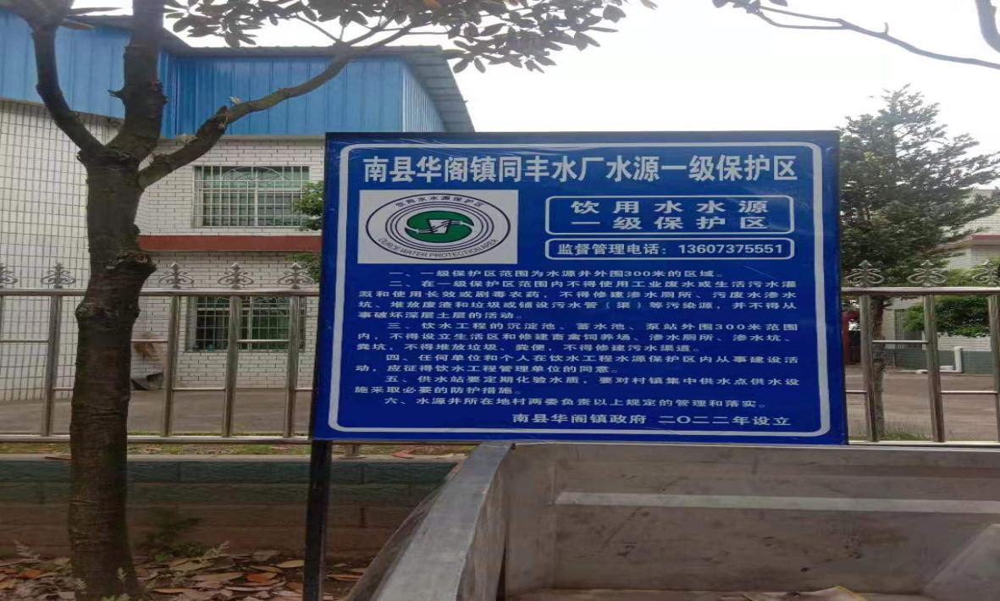 南县华阁镇同丰水厂水源一级保护区
饮用水水源保护区
WATER PROTECTION AREA
饮用水水源
一级保护区
监督管理电话：13607375551
一、一级保护区范围为水源井外围300米的区域。
二、在一级保护区范围内不得使用工业废水或生活污水灌
溉和使用长效或剧毒农药，不得修建渗水厕所、污废水渗水
坑、堆放废渣和垃圾或铺设污水管（渠）等污染源，并不得从
事破坏深层土层的活动。
三、饮水工程的沉淀池、蓄水池、泵站外围300米范围
内，不得设立生活区和修建畜禽饲养场、渗水厕所、渗水坑、
粪坑，不得堆放垃圾、粪便，不得修建污水渠道。
四、任何单位和个人在饮水工程水源保护区内从事建设活
动，应征得饮水工程管理单位的同意。
五、供水站要定期化验水质，要对村镇集中供水点供水设
施采取必要的防护措施。
六、水源井所在地村两委负责以上规定的管理和落实。
南县华阁镇政府 二〇二二年设立